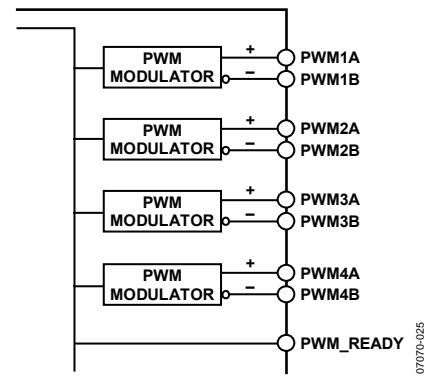 PWM
MODULATOR
+
−
PWM1A
PWM1B
PWM
MODULATOR
+
−
PWM2A
PWM2B
PWM
MODULATOR
+
−
PWM3A
PWM3B
PWM
MODULATOR
+
−
PWM4A
PWM4B
PWM_READY
07070-025